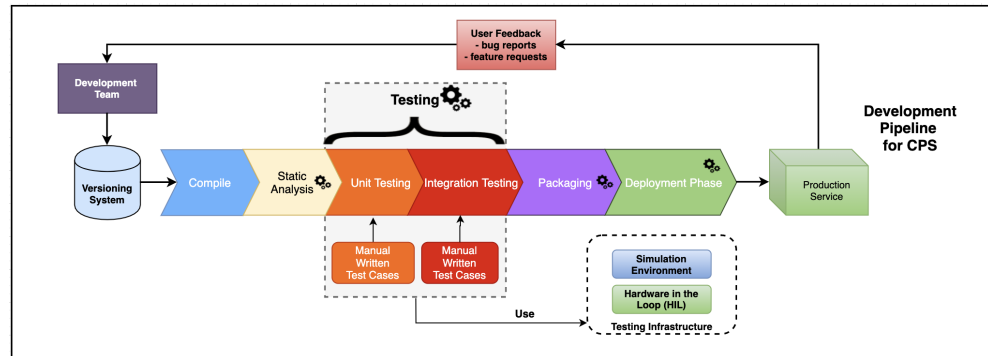 User Feedback
- bug reports
- feature requests
Development
Team
Testing
Development
Pipeline
for CPS
Versioning
System
Compile
Static
Analysis
Unit Testing
Integration Testing
Packaging
Deployment Phase
Production
Service
Manual
Written
Test Cases
Manual
Written
Test Cases
Simulation
Environment
Hardware in the
Loop (HIL)
Use
Testing Infrastructure